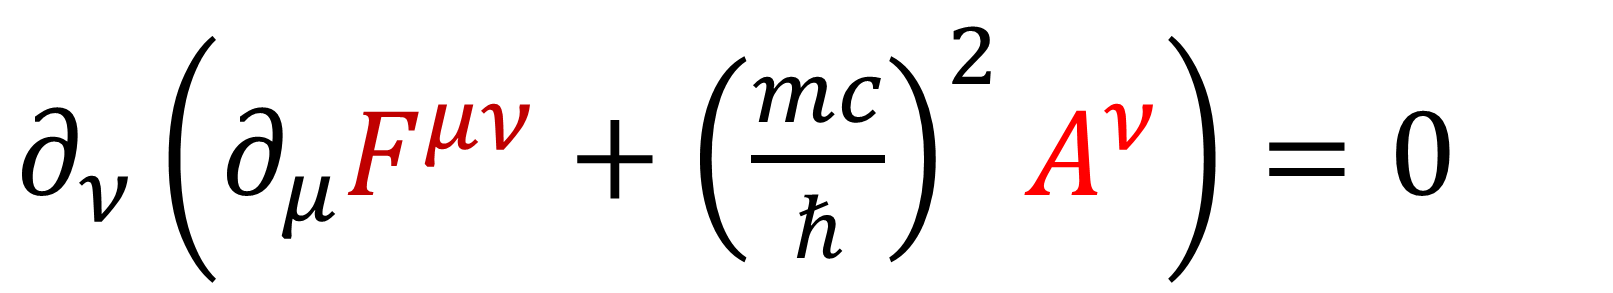 ∂_ν (∂_μ F^{μν} + (mc/ħ)^2 A^ν) = 0